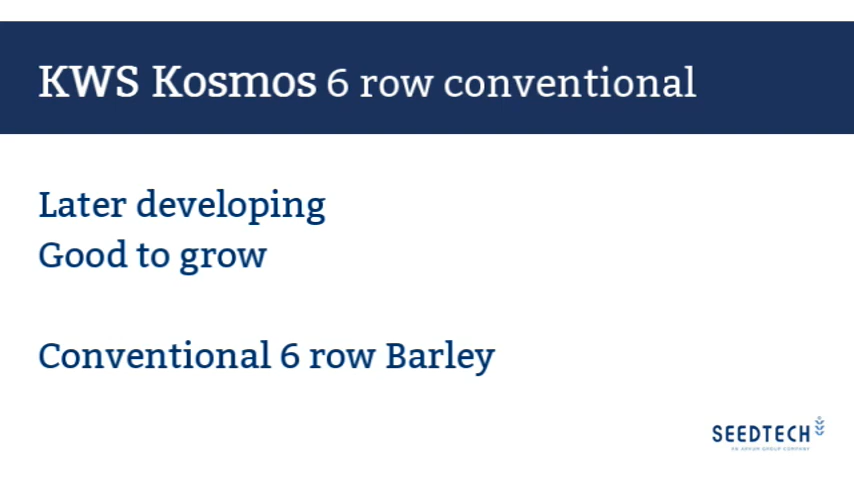 KWS Kosmos 6 row conventional
Later developing
Good to grow
Conventional 6 row Barley
SEEDTECH